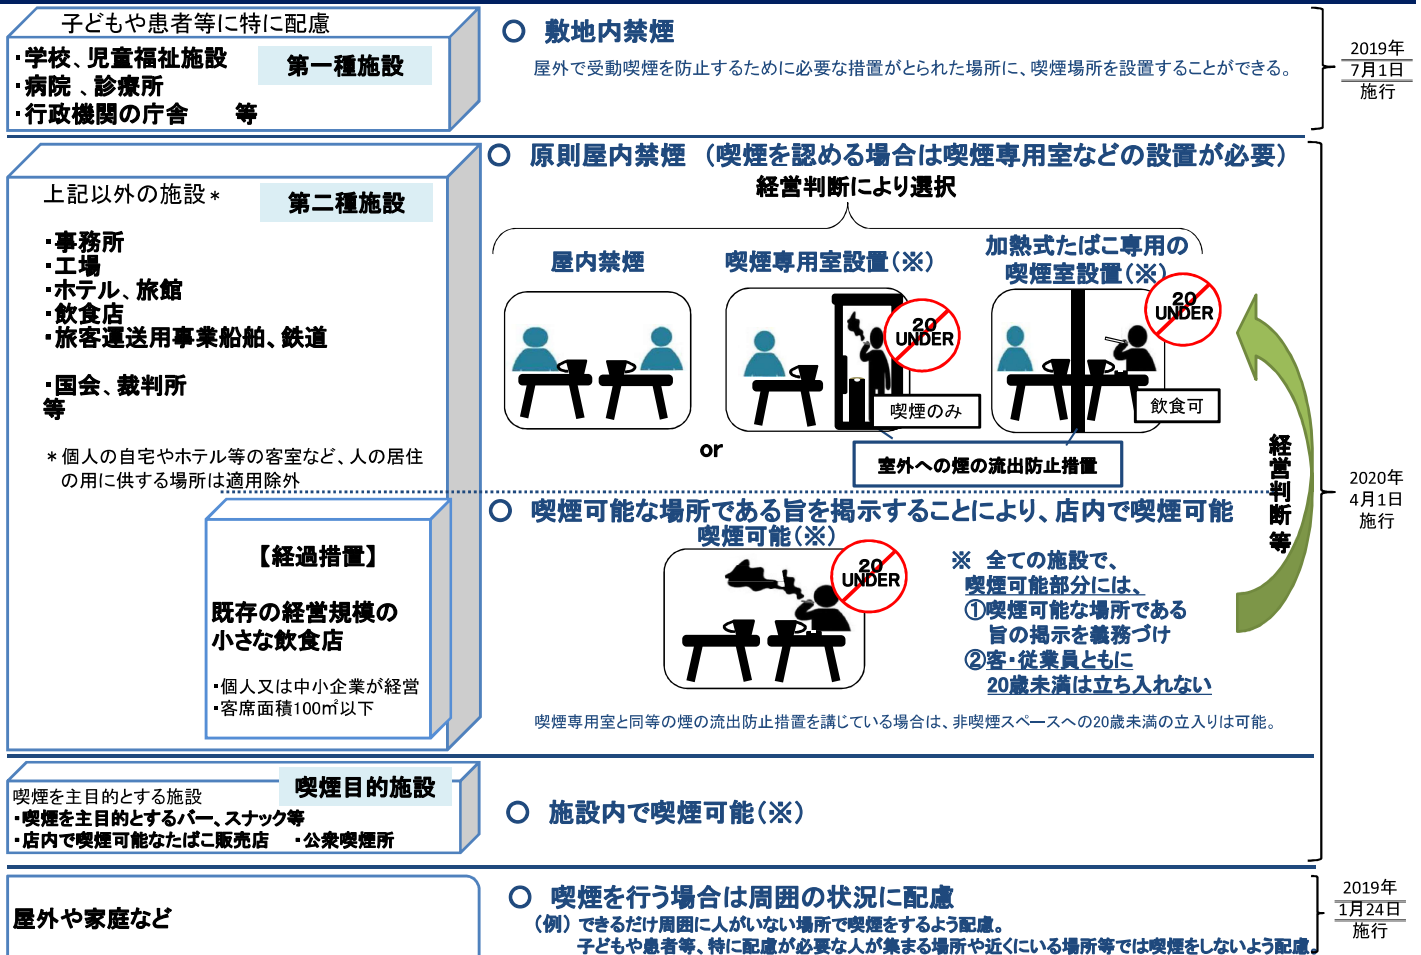 子どもや患者等に特に配慮
・学校、児童福祉施設
・病院、診療所
・行政機関の庁舎　　等
第一種施設
○ 敷地内禁煙
屋外で受動喫煙を防止するために必要な措置がとられた場所に、喫煙場所を設置することができる。
2019年
7月1日
施行
上記以外の施設*
第二種施設
・事務所
・工場
・ホテル、旅館
・飲食店
・旅客運送用事業船舶、鉄道
・国会、裁判所
等
*個人の自宅やホテル等の客室など、人の居住
の用に供する場所は適用除外
○ 原則屋内禁煙 （喫煙を認める場合は喫煙専用室などの設置が必要）
経営判断により選択
屋内禁煙
喫煙専用室設置(※)
加熱式たばこ専用の
喫煙室設置(※)
20
UNDER
20
UNDER
喫煙のみ
飲食可
or
室外への煙の流出防止措置
経営判断等
2020年
4月1日
施行
【経過措置】
既存の経営規模の
小さな飲食店
・個人又は中小企業が経営
・客席面積100㎡以下
○ 喫煙可能な場所である旨を掲示することにより、店内で喫煙可能
喫煙可能(※)
20
UNDER
※ 全ての施設で、
喫煙可能部分には、
①喫煙可能な場所である
旨の掲示を義務づけ
②客・従業員ともに
20歳未満は立ち入れない
喫煙専用室と同等の煙の流出防止措置を講じている場合は、非喫煙スペースへの20歳未満の立入りは可能。
喫煙目的施設
喫煙を主目的とする施設
・喫煙を主目的とするバー、スナック等
・店内で喫煙可能なたばこ販売店　・公衆喫煙所
○ 施設内で喫煙可能(※)
屋外や家庭など
○ 喫煙を行う場合は周囲の状況に配慮
（例）できるだけ周囲に人がいない場所で喫煙をするよう配慮。
子どもや患者等、特に配慮が必要な人が集まる場所や近くにいる場所等では喫煙をしないよう配慮。
2019年
1月24日
施行